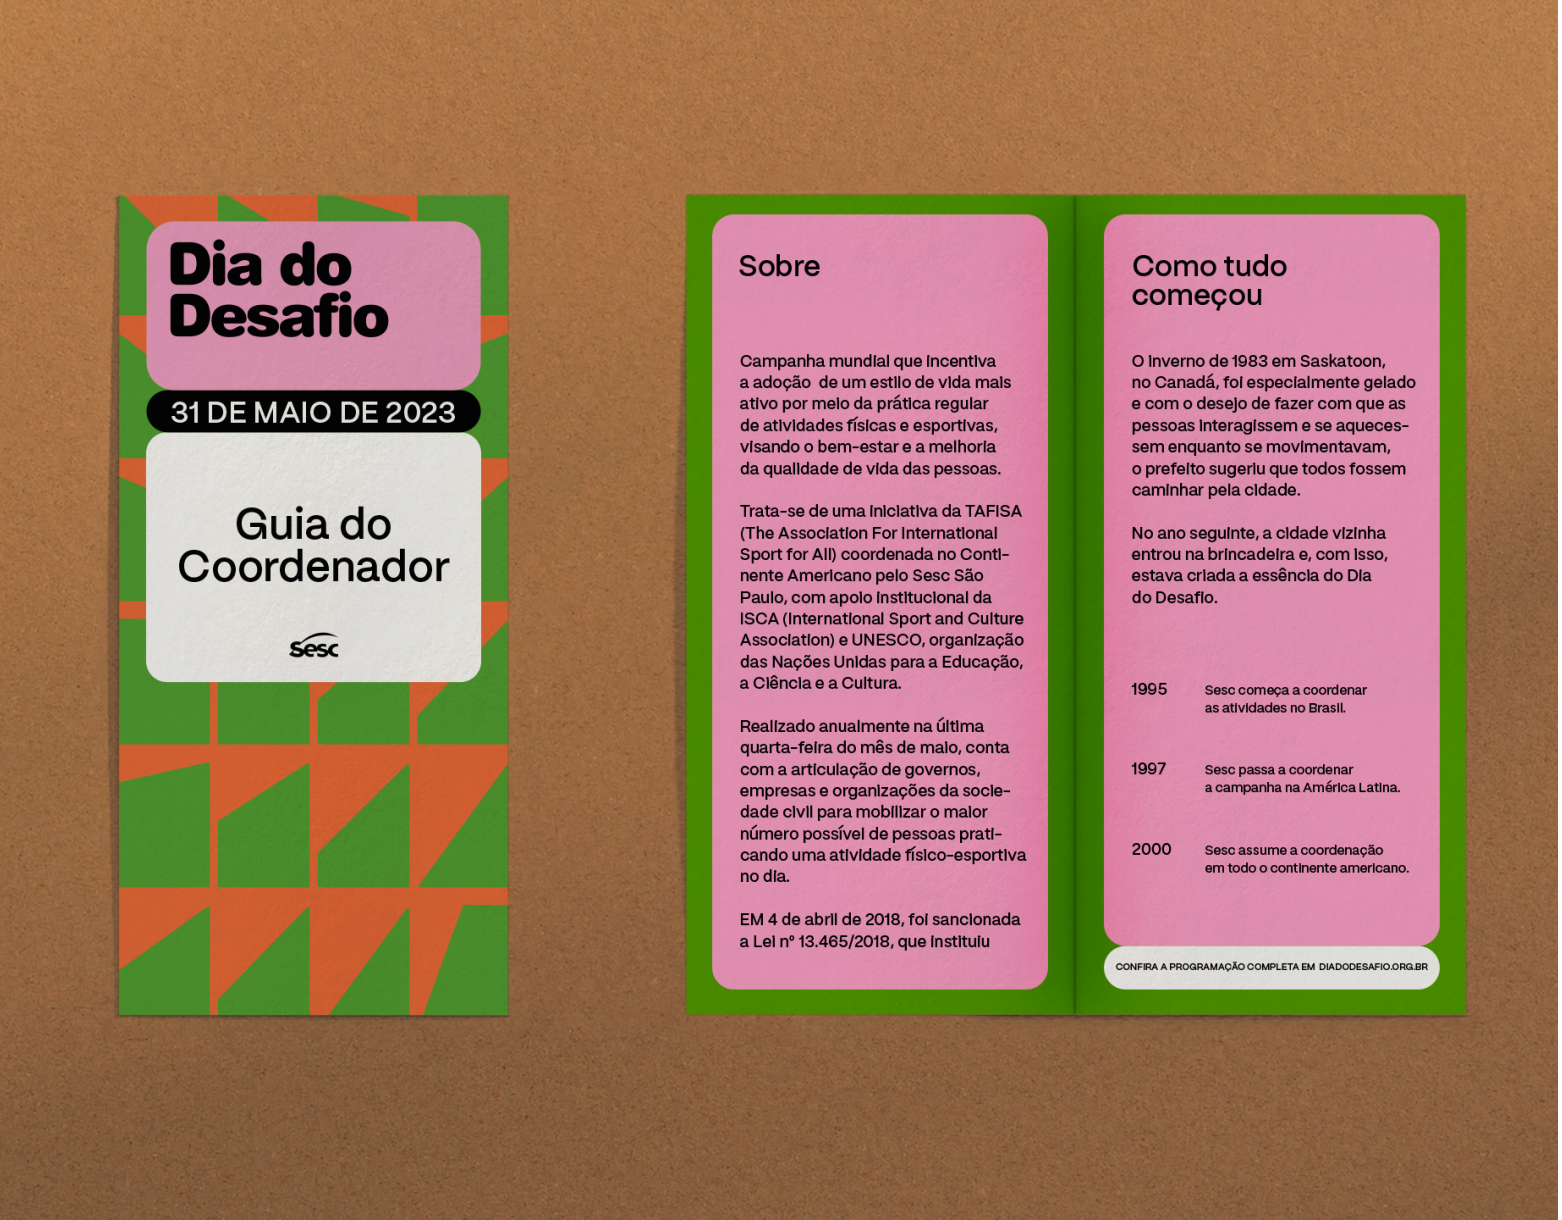 Dia do
Desafio
31 DE MAIO DE 2023
Guia do
Coordenador
Sesc
Sobre
Campanha mundial que incentiva
a adoção  de um estilo de vida mais
ativo por meio da prática regular
de atividades físicas e esportivas,
visando o bem-estar e a melhoria
da qualidade de vida das pessoas.
Trata-se de uma iniciativa da TAFISA
(The Association For International
Sport for All) coordenada no Conti-
nente Americano pelo Sesc São
Paulo, com apoio institucional da
ISCA (International Sport and Culture
Association) e UNESCO, organização
das Nações Unidas para a Educação,
a Ciência e a Cultura.
Realizado anualmente na última
quarta-feira do mês de maio, conta
com a articulação de governos,
empresas e organizações da socie-
dade civil para mobilizar o maior
número possível de pessoas prati-
cando uma atividade físico-esportiva
no dia.
EM 4 de abril de 2018, foi sancionada
a Lei nº 13.465/2018, que instituiu
Como tudo
começou
O inverno de 1983 em Saskatoon,
no Canadá, foi especialmente gelado
e com o desejo de fazer com que as
pessoas interagissem e se aqueces-
sem enquanto se movimentavam,
o prefeito sugeriu que todos fossem
caminhar pela cidade.
No ano seguinte, a cidade vizinha
entrou na brincadeira e, com isso,
estava criada a essência do Dia
do Desafio.
1995 Sesc começa a coordenar
as atividades no Brasil.
1997 Sesc passa a coordenar
a campanha na América Latina.
2000 Sesc assume a coordenação
em todo o continente americano.
CONFIRA A PROGRAMAÇÃO COMPLETA EM DIADODESAFIO.ORG.BR